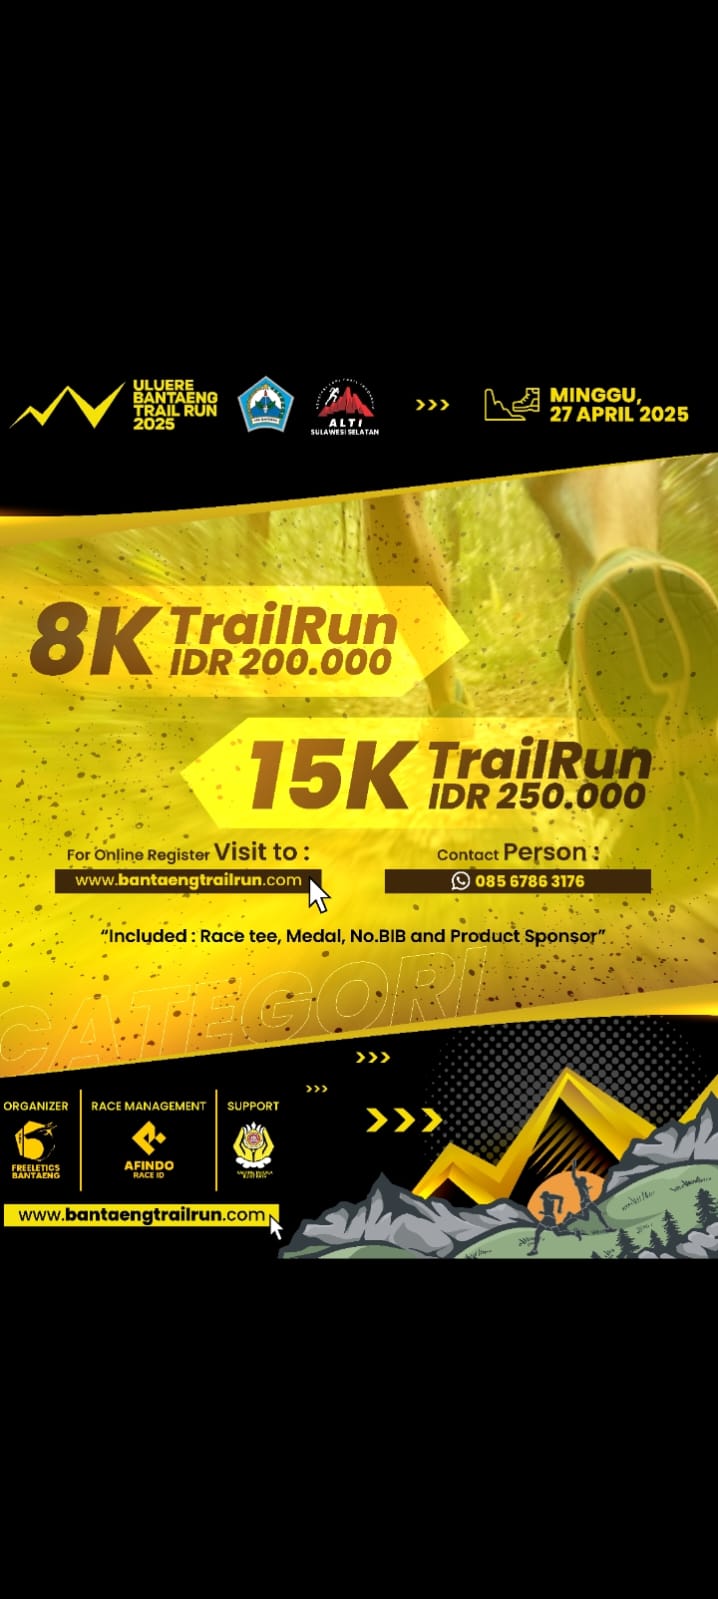 ULUERE
BANTAENG
TRAIL RUN
2025
ALTI
SULAWESI SELATAN
>>>
MINGGU,
27 APRIL 2025
8K TrailRun
IDR 200.000
15K TrailRun
IDR 250.000
For Online Register Visit to :
www.bantaengtrailrun.com
Contact Person :
085 6786 3176
“Included : Race tee, Medal, No.BIB and Product Sponsor”
CATEGORI
>>>
>>>
>>>
ORGANIZER
FREELETICS
BANTAENG
RACE MANAGEMENT
AFINDO
RACE ID
SUPPORT
www.bantaengtrailrun.com